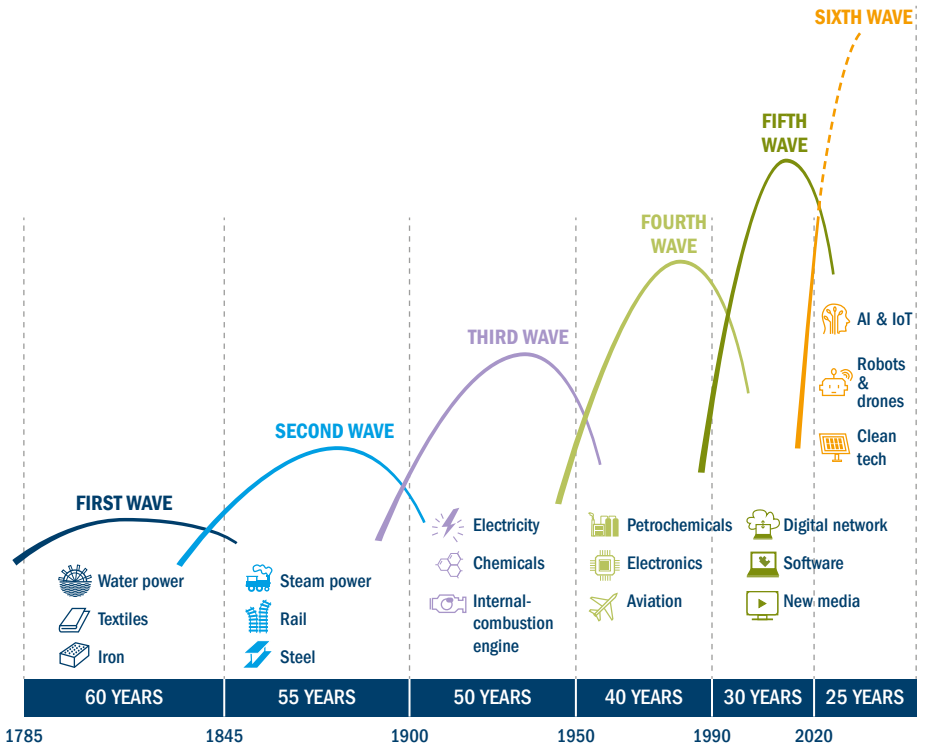 SIXTH WAVE
FIFTH
WAVE
FOURTH
WAVE
THIRD WAVE
SECOND WAVE
FIRST WAVE
Water power
Textiles
Iron
Steam power
Rail
Steel
Electricity
Chemicals
Internal-
combustion
engine
Petrochemicals
Electronics
Aviation
Digital network
Software
New media
AI & IoT
Robots
&
drones
Clean
tech
60 YEARS
55 YEARS
50 YEARS
40 YEARS
30 YEARS
25 YEARS
1785
1845
1900
1950
1990
2020